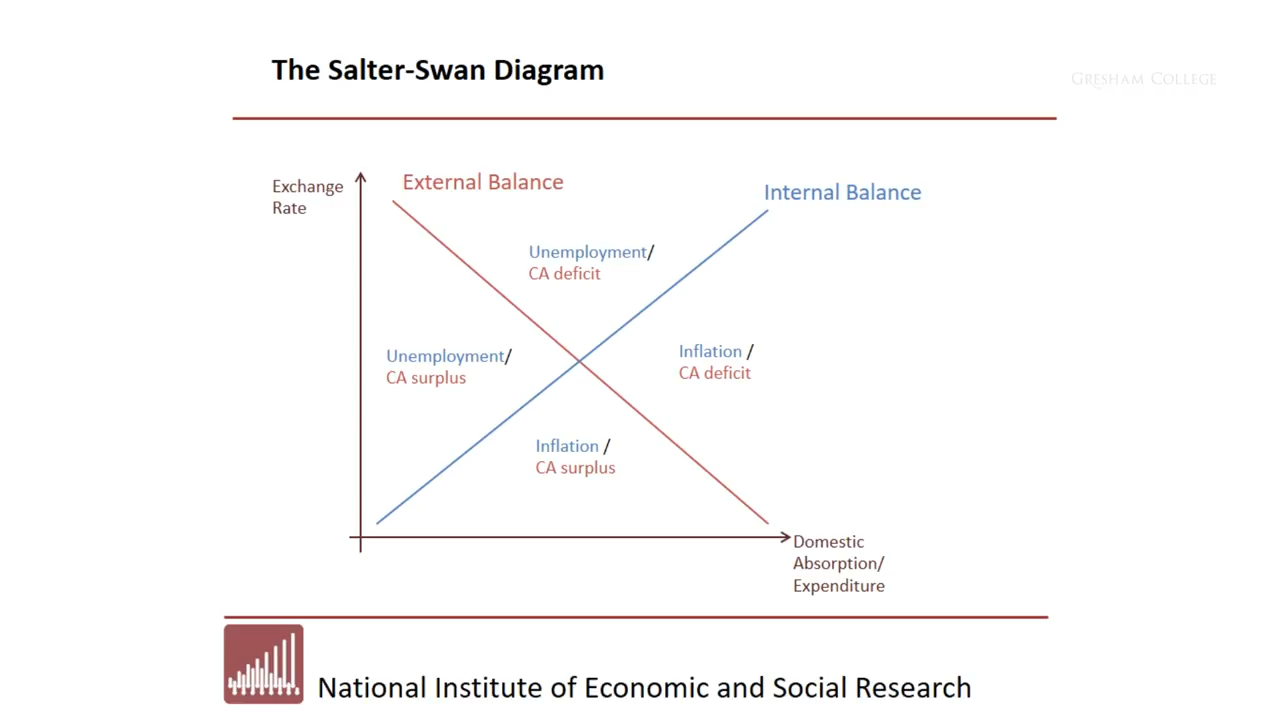 The Salter-Swan Diagram
GRESHAM COLLEGE
Exchange
Rate
External Balance
Internal Balance
Unemployment/
CA deficit
Unemployment/
CA surplus
Inflation /
CA deficit
Inflation /
CA surplus
Domestic
Absorption/
Expenditure
National Institute of Economic and Social Research